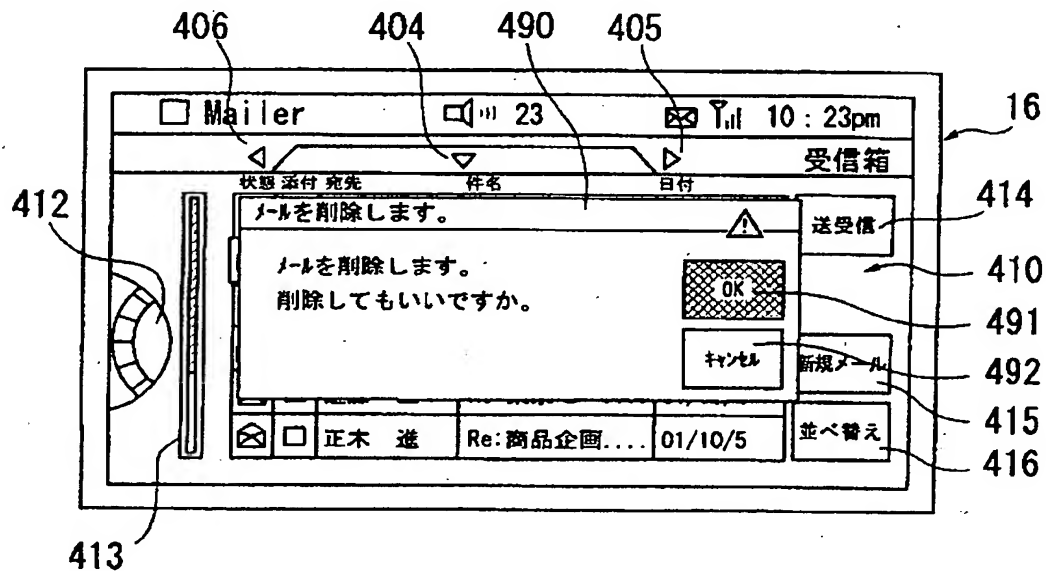 406 404 490 405
16
Mailer 23 10 : 23pm
受信箱
状態 添付 宛先 件名 日付
412
メールを削除します。
送受信
414
メールを削除します。
410
削除してもいいですか。
OK
491
キャンセル
新規メール
492
415
正木 進 Re:商品企画.... 01/10/5
並べ替え
416
413